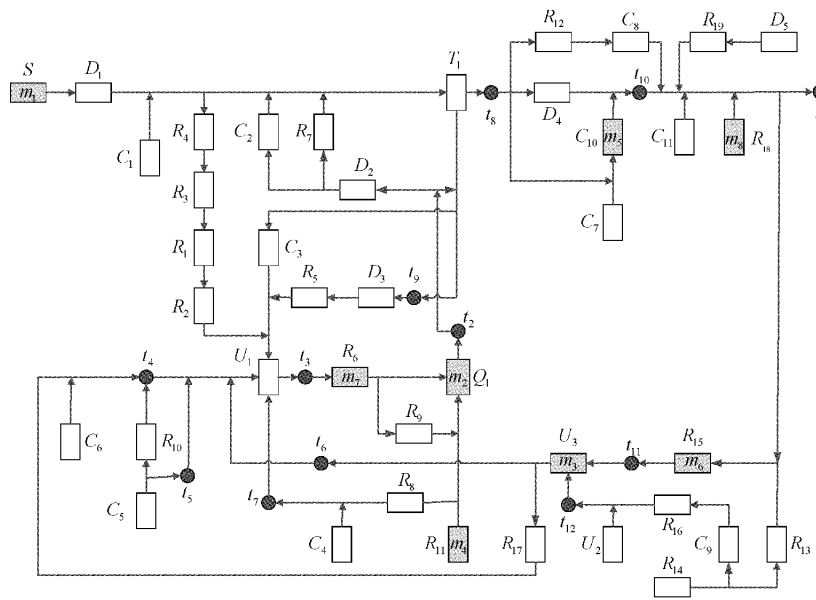 R₁₂ C₈ R₁₉ D₅
S D₁ T₁
m₁ t₁₀
t₈ D₄
R₄ C₂ R₇ C₁₀ m₅ C₁₁ m₈ R₁₈
C₁ D₂
R₃
C₇
R₁ C₃
R₅ D₃ t₉
R₂ t₂
U₁ t₃ R₆
t₄ m₇ m₂ Q₁
R₉ U₃ R₁₅
C₆ R₁₀ t₆ m₃ t₁₁ m₆
R₈
C₅ t₅ t₇ t₁₂ R₁₆
C₄ R₁₁ m₄ R₁₇ U₂ C₉ R₁₃
R₁₄